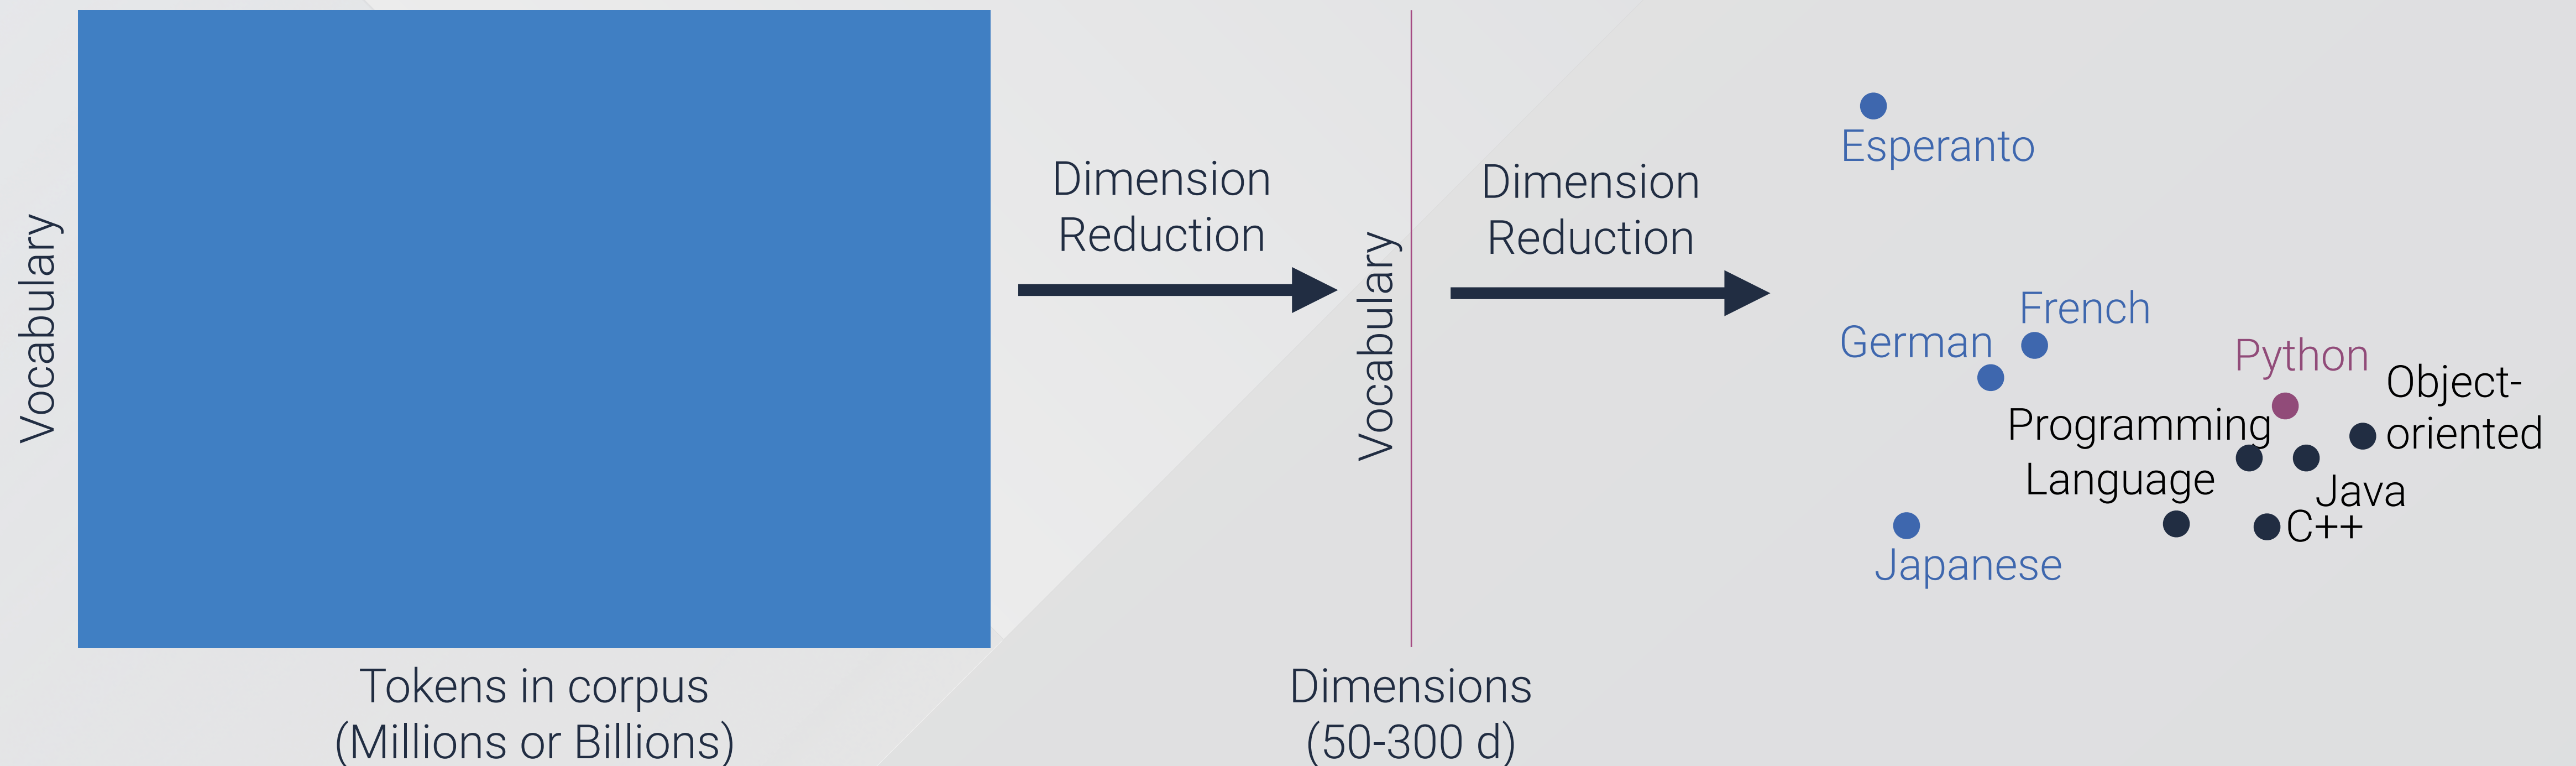 Vocabulary
Tokens in corpus
(Millions or Billions)
Dimension
Reduction
Vocabulary
Dimensions
(50-300 d)
Dimension
Reduction
Esperanto
French
German
Python
Object-
oriented
Programming
Language
Java
C++
Japanese